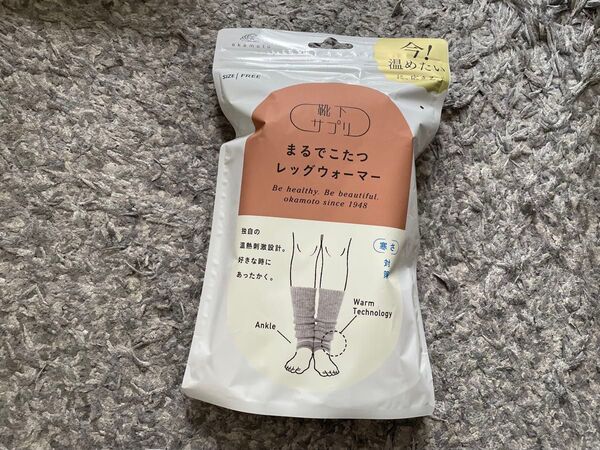 okamoto
今！
温めたい
SIZE / FREE
靴下
サプリ
まるでこたつ
レッグウォーマー
Be healthy. Be beautiful.
okamoto since 1948
独自の
温熱刺激設計。
好きな時に
あったかく。
寒さ
対
策
Warm
Technology
Ankle